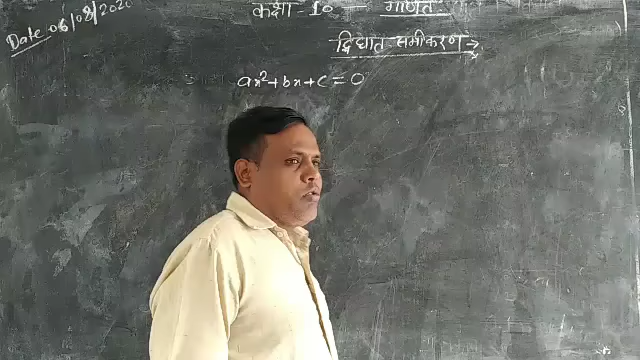 Date 06/08/2020
कक्षा - 10 - गणित
द्विघात समीकरण →
ax²+bx+c=0